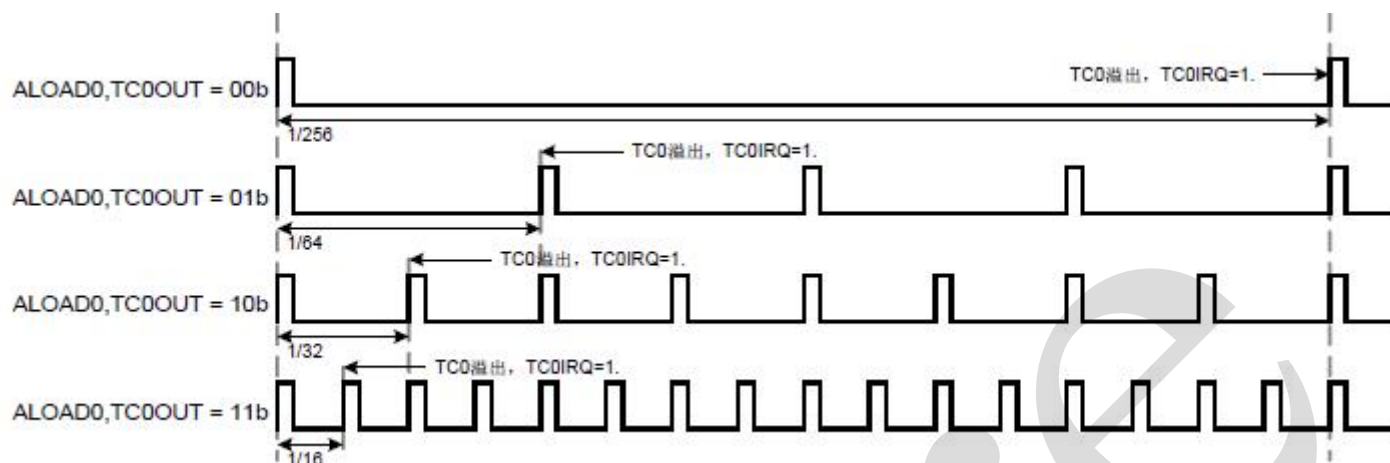 ALOAD0,TC0OUT = 00b
TC0溢出，TC0IRQ=1.
1/256
TC0溢出，TC0IRQ=1.
ALOAD0,TC0OUT = 01b
1/64
TC0溢出，TC0IRQ=1.
ALOAD0,TC0OUT = 10b
1/32
TC0溢出，TC0IRQ=1.
ALOAD0,TC0OUT = 11b
1/16